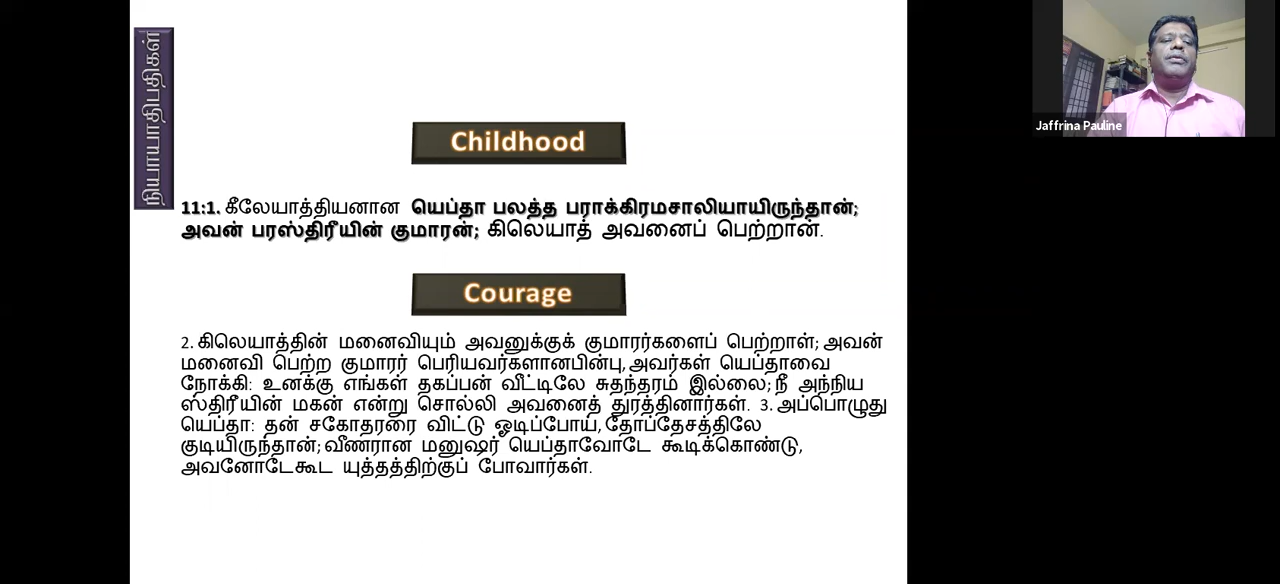 நியாயாதிபதிகள்
Childhood
11:1. கீலேயாத்தியனான யெப்தா பலத்த பராக்கிரமசாலியாயிருந்தான்;
அவன் பரஸ்திரீயின் குமாரன்; கிலெயாத் அவனைப் பெற்றான்.
Courage
2. கிலெயாத்தின் மனைவியும் அவனுக்குக் குமாரர்களைப் பெற்றாள்; அவன்
மனைவி பெற்ற குமாரர் பெரியவர்களானபின்பு, அவர்கள் யெப்தாவை
நோக்கி: உனக்கு எங்கள் தகப்பன் வீட்டிலே சுதந்தரம் இல்லை; நீ அந்நிய
ஸ்திரீயின் மகன் என்று சொல்லி அவனைத் துரத்தினார்கள். 3. அப்பொழுது
யெப்தா: தன் சகோதரரை விட்டு ஓடிப்போய், தோப்தேசத்திலே
குடியிருந்தான்; வீணரான மனுஷர் யெப்தாவோடே கூடிக்கொண்டு,
அவனோடேகூட யுத்தத்திற்குப் போவார்கள்.
Jaffrina Pauline